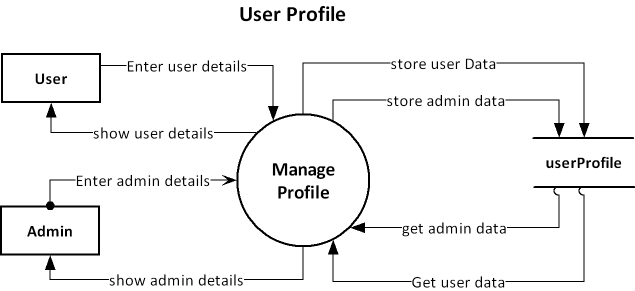 User Profile
Enter user details
store user Data
User
store admin data
show user details
Manage
Profile
userProfile
Enter admin details
Admin
get admin data
show admin details
Get user data